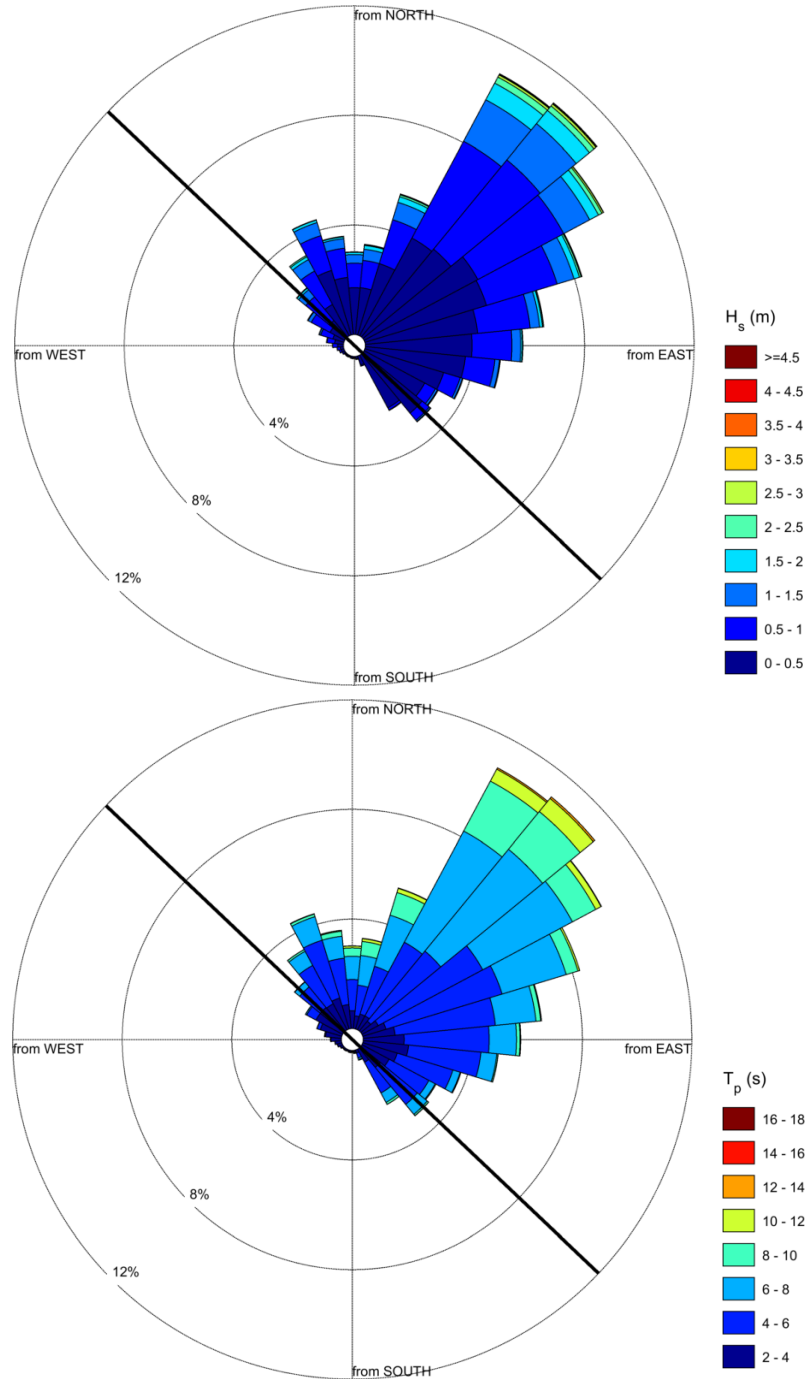 from NORTH
from WEST
from EAST
4%
8%
12%
from SOUTH
H_s (m)
>=4.5
4 - 4.5
3.5 - 4
3 - 3.5
2.5 - 3
2 - 2.5
1.5 - 2
1 - 1.5
0.5 - 1
0 - 0.5
from NORTH
from WEST
from EAST
4%
8%
12%
from SOUTH
T_p (s)
16 - 18
14 - 16
12 - 14
10 - 12
8 - 10
6 - 8
4 - 6
2 - 4